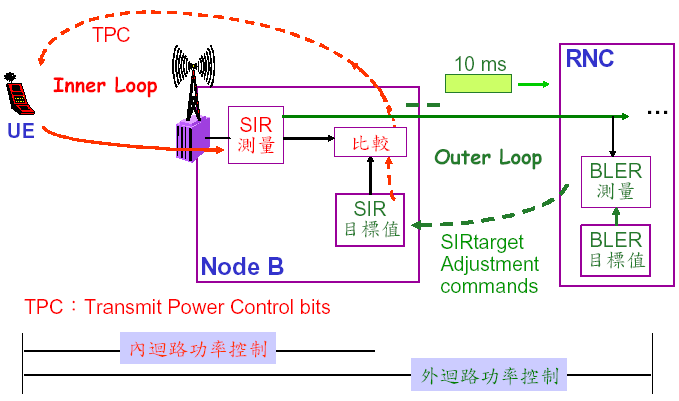 TPC
10 ms
RNC
Inner Loop
UE
SIR
測量
比較
...
Outer Loop
BLER
測量
SIR
目標值
BLER
目標值
SIRtarget
Adjustment
commands
Node B
TPC：Transmit Power Control bits
內迴路功率控制
外迴路功率控制